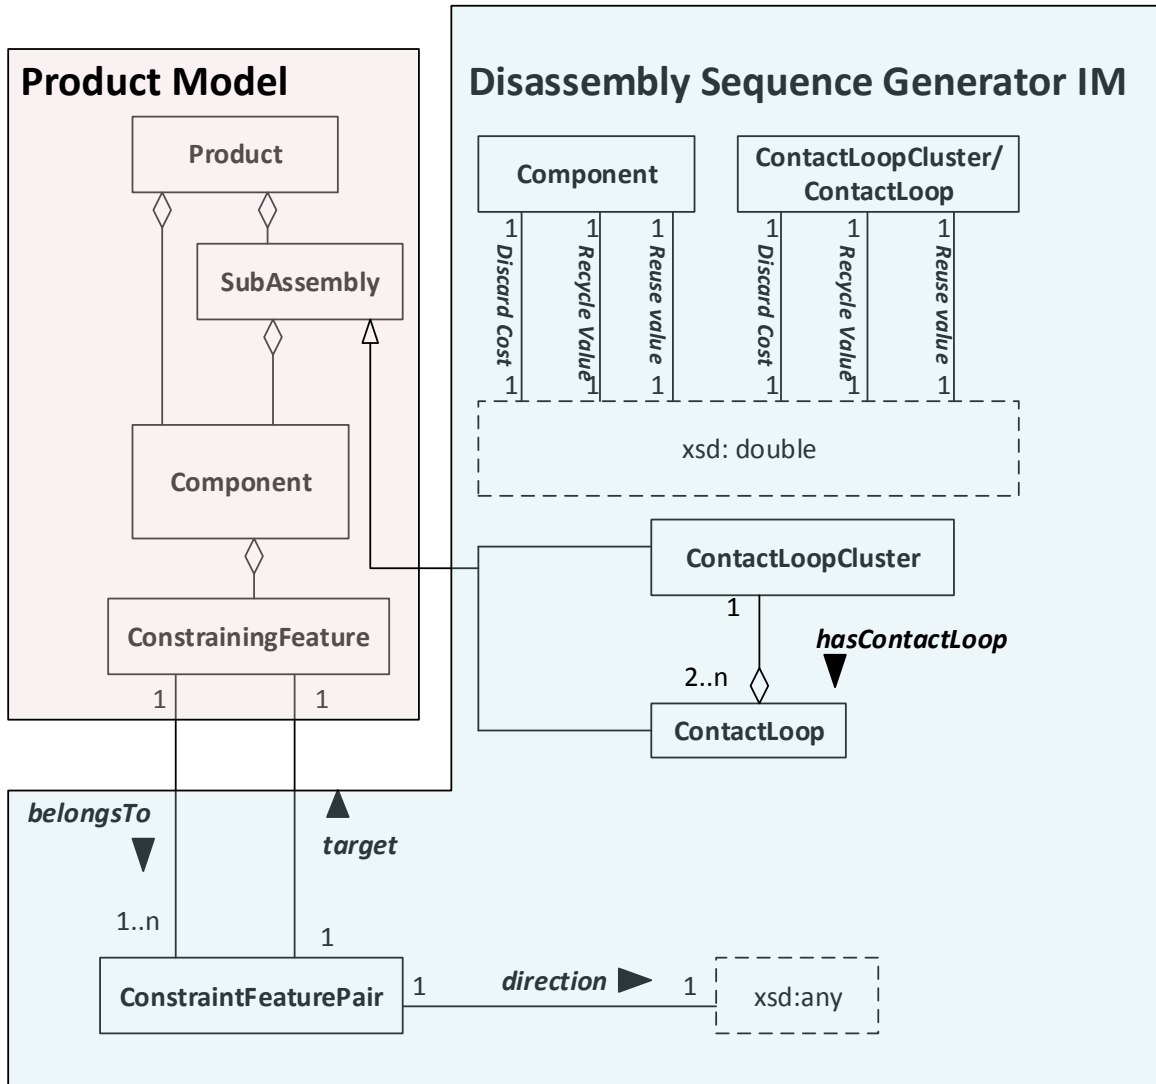 Product Model
Product
SubAssembly
Component
ConstrainingFeature
1
1
Disassembly Sequence Generator IM
Component
ContactLoopCluster/
ContactLoop
1
1
1
1
1
1
Discard Cost
Recycle Value
Reuse value
Discard Cost
Recycle Value
Reuse value
1
1
1
1
1
1
xsd: double
ContactLoopCluster
1
hasContactLoop
2..n
ContactLoop
belongsTo
target
1..n
1
ConstraintFeaturePair
1
direction
1
xsd:any